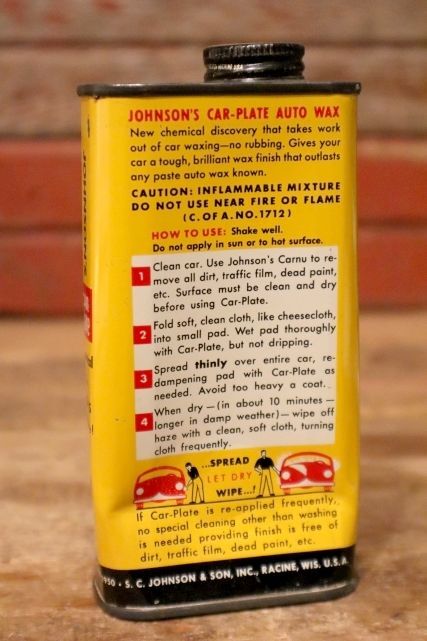 JOHNSON'S CAR-PLATE AUTO WAX
New chemical discovery that takes work
out of car waxing—no rubbing. Gives your
car a tough, brilliant wax finish that outlasts
any paste auto wax known.
CAUTION: INFLAMMABLE MIXTURE
DO NOT USE NEAR FIRE OR FLAME
(C. OF A. NO. 1712)
HOW TO USE: Shake well.
Do not apply in sun or to hot surface.
1 Clean car. Use Johnson's Carnu to re-
move all dirt, traffic film, dead paint,
etc. Surface must be clean and dry
before using Car-Plate.
2 Fold soft, clean cloth, like cheesecloth,
into small pad. Wet pad thoroughly
with Car-Plate, but not dripping.
3 Spread thinly over entire car, re-
dampening pad with Car-Plate as
needed. Avoid too heavy a coat.
4 When dry—(in about 10 minutes—
longer in damp weather)—wipe off
haze with a clean, soft cloth, turning
cloth frequently.
...SPREAD
LET DRY
WIPE...!
If Car-Plate is re-applied frequently,
no special cleaning other than washing
is needed providing finish is free of
dirt, traffic film, dead paint, etc.
950 • S. C. JOHNSON & SON, INC., RACINE, WIS. U.S.A.